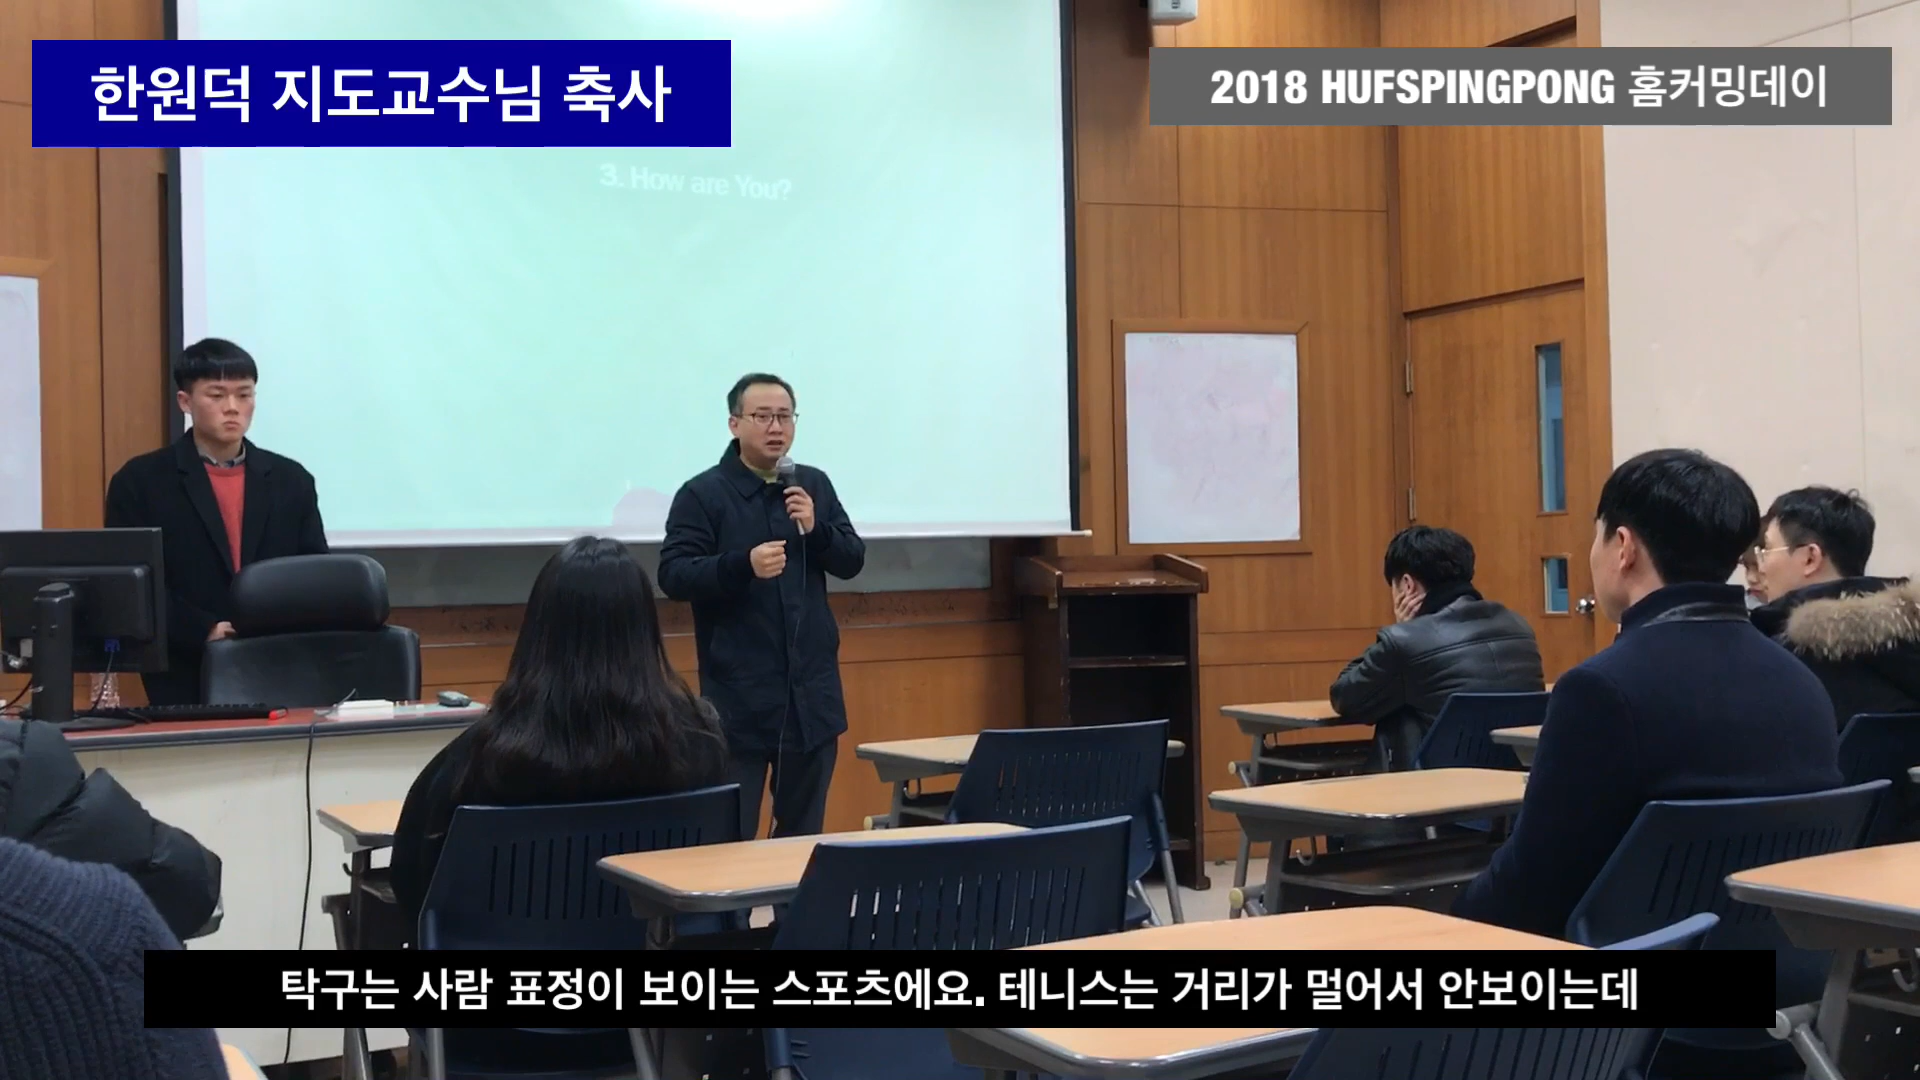 한원덕 지도교수님 축사
2018 HUFSPINGPONG 홈커밍데이
3. How are You?
탁구는 사람 표정이 보이는 스포츠에요. 테니스는 거리가 멀어서 안보이는데